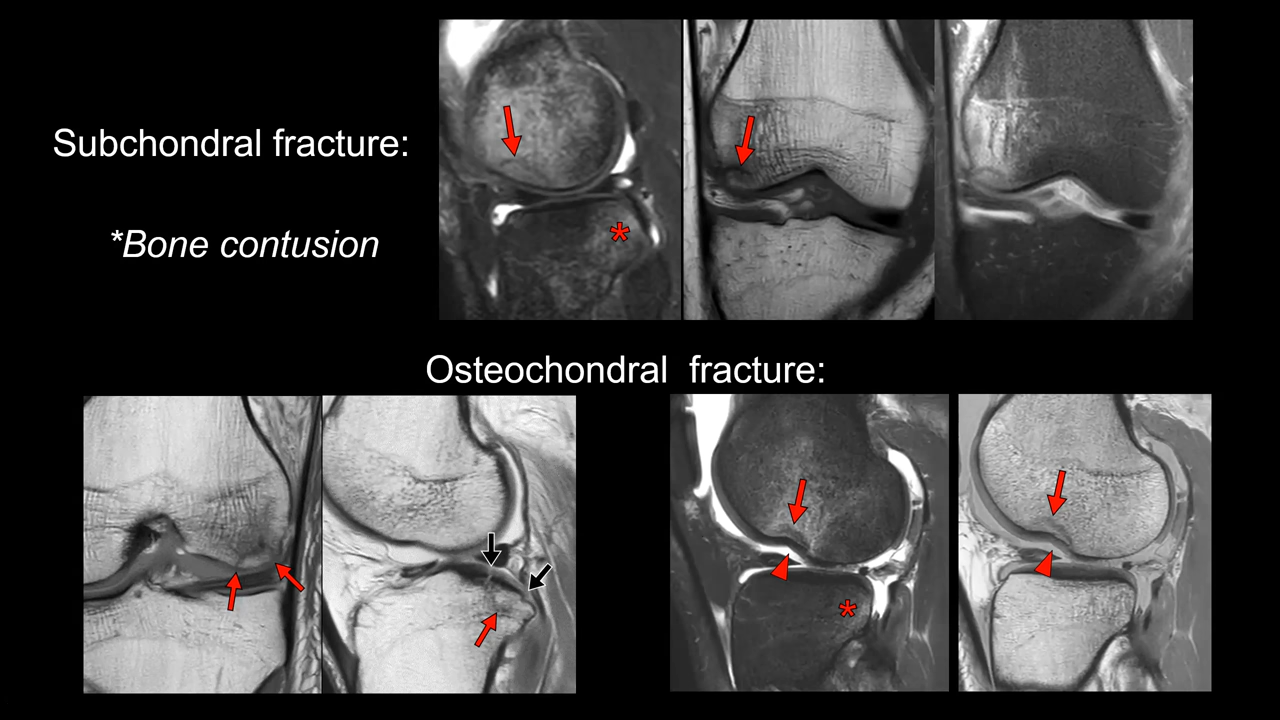 Subchondral fracture:
*Bone contusion
*
Osteochondral fracture:
*